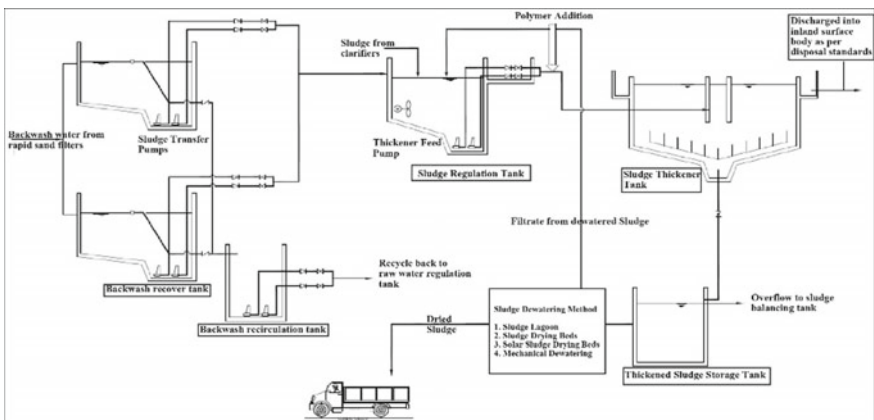 Polymer Addition
Discharged into
inland surface
body as per
disposal standards
Sludge from
clarifiers
Backwash water from
rapid sand filters
Sludge Transfer
Pumps
Thickener Feed
Pump
Sludge Regulation Tank
Sludge Thickener
Tank
Filtrate from dewatered Sludge
Backwash recover tank
Recycle back to
raw water regulation
tank
Backwash recirculation tank
Dried
Sludge
Sludge Dewatering Method
1. Sludge Lagoon
2. Sludge Drying Beds
3. Solar Sludge Drying Beds
4. Mechanical Dewatering
Overflow to sludge
balancing tank
Thickened Sludge Storage Tank